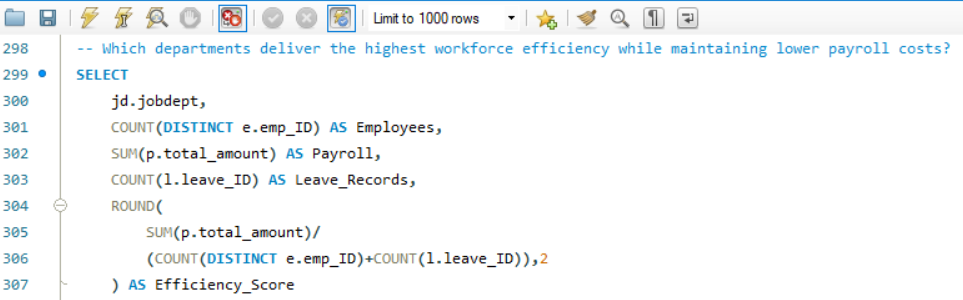 Limit to 1000 rows
298 -- Which departments deliver the highest workforce efficiency while maintaining lower payroll costs?
299 SELECT
300 jd.jobdept,
301 COUNT(DISTINCT e.emp_ID) AS Employees,
302 SUM(p.total_amount) AS Payroll,
303 COUNT(l.leave_ID) AS Leave_Records,
304 ROUND(
305 SUM(p.total_amount)/
306 (COUNT(DISTINCT e.emp_ID)+COUNT(l.leave_ID)),2
307 ) AS Efficiency_Score